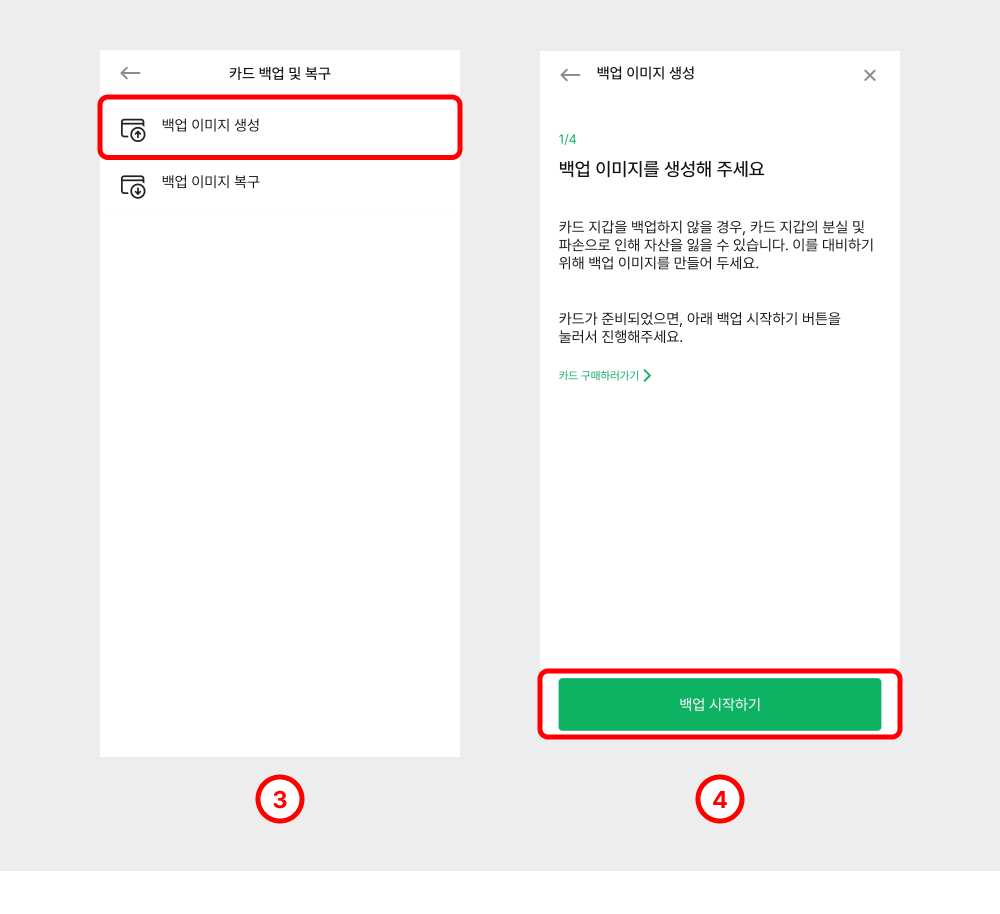 카드 백업 및 복구
백업 이미지 생성
백업 이미지 복구
3
백업 이미지 생성
1/4
백업 이미지를 생성해 주세요
카드 지갑을 백업하지 않을 경우, 카드 지갑의 분실 및
파손으로 인해 자산을 잃을 수 있습니다. 이를 대비하기
위해 백업 이미지를 만들어 두세요.
카드가 준비되었으면, 아래 백업 시작하기 버튼을
눌러서 진행해주세요.
카드 구매하러가기
백업 시작하기
4